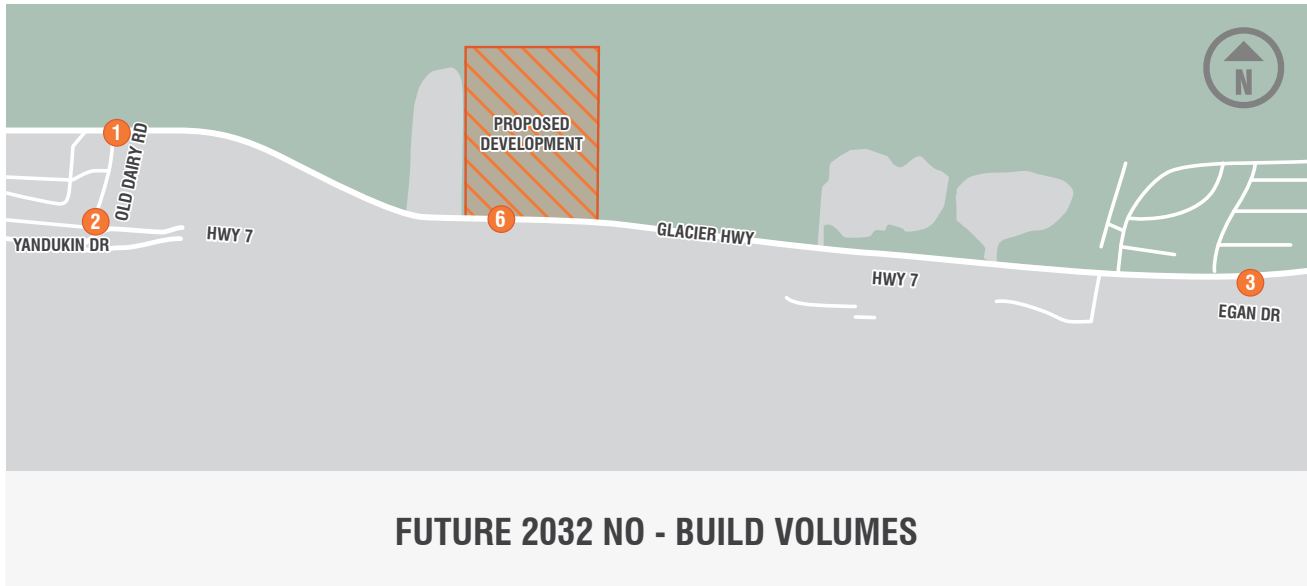 N
PROPOSED
DEVELOPMENT
1
OLD DAIRY RD
2
YANDUKIN DR
HWY 7
6
GLACIER HWY
HWY 7
3
EGAN DR
FUTURE 2032 NO - BUILD VOLUMES